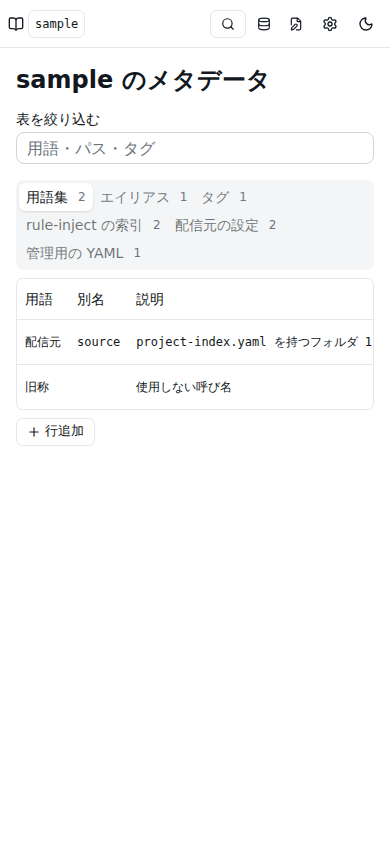 sample
sample のメタデータ
表を絞り込む
用語・パス・タグ
用語集 2 エイリアス 1 タグ 1
rule-inject の索引 2 配信元の設定 2
管理用の YAML 1
用語 別名 説明
配信元 source project-index.yaml を持つフォルダ 1
旧称 使用しない呼び名
+ 行追加